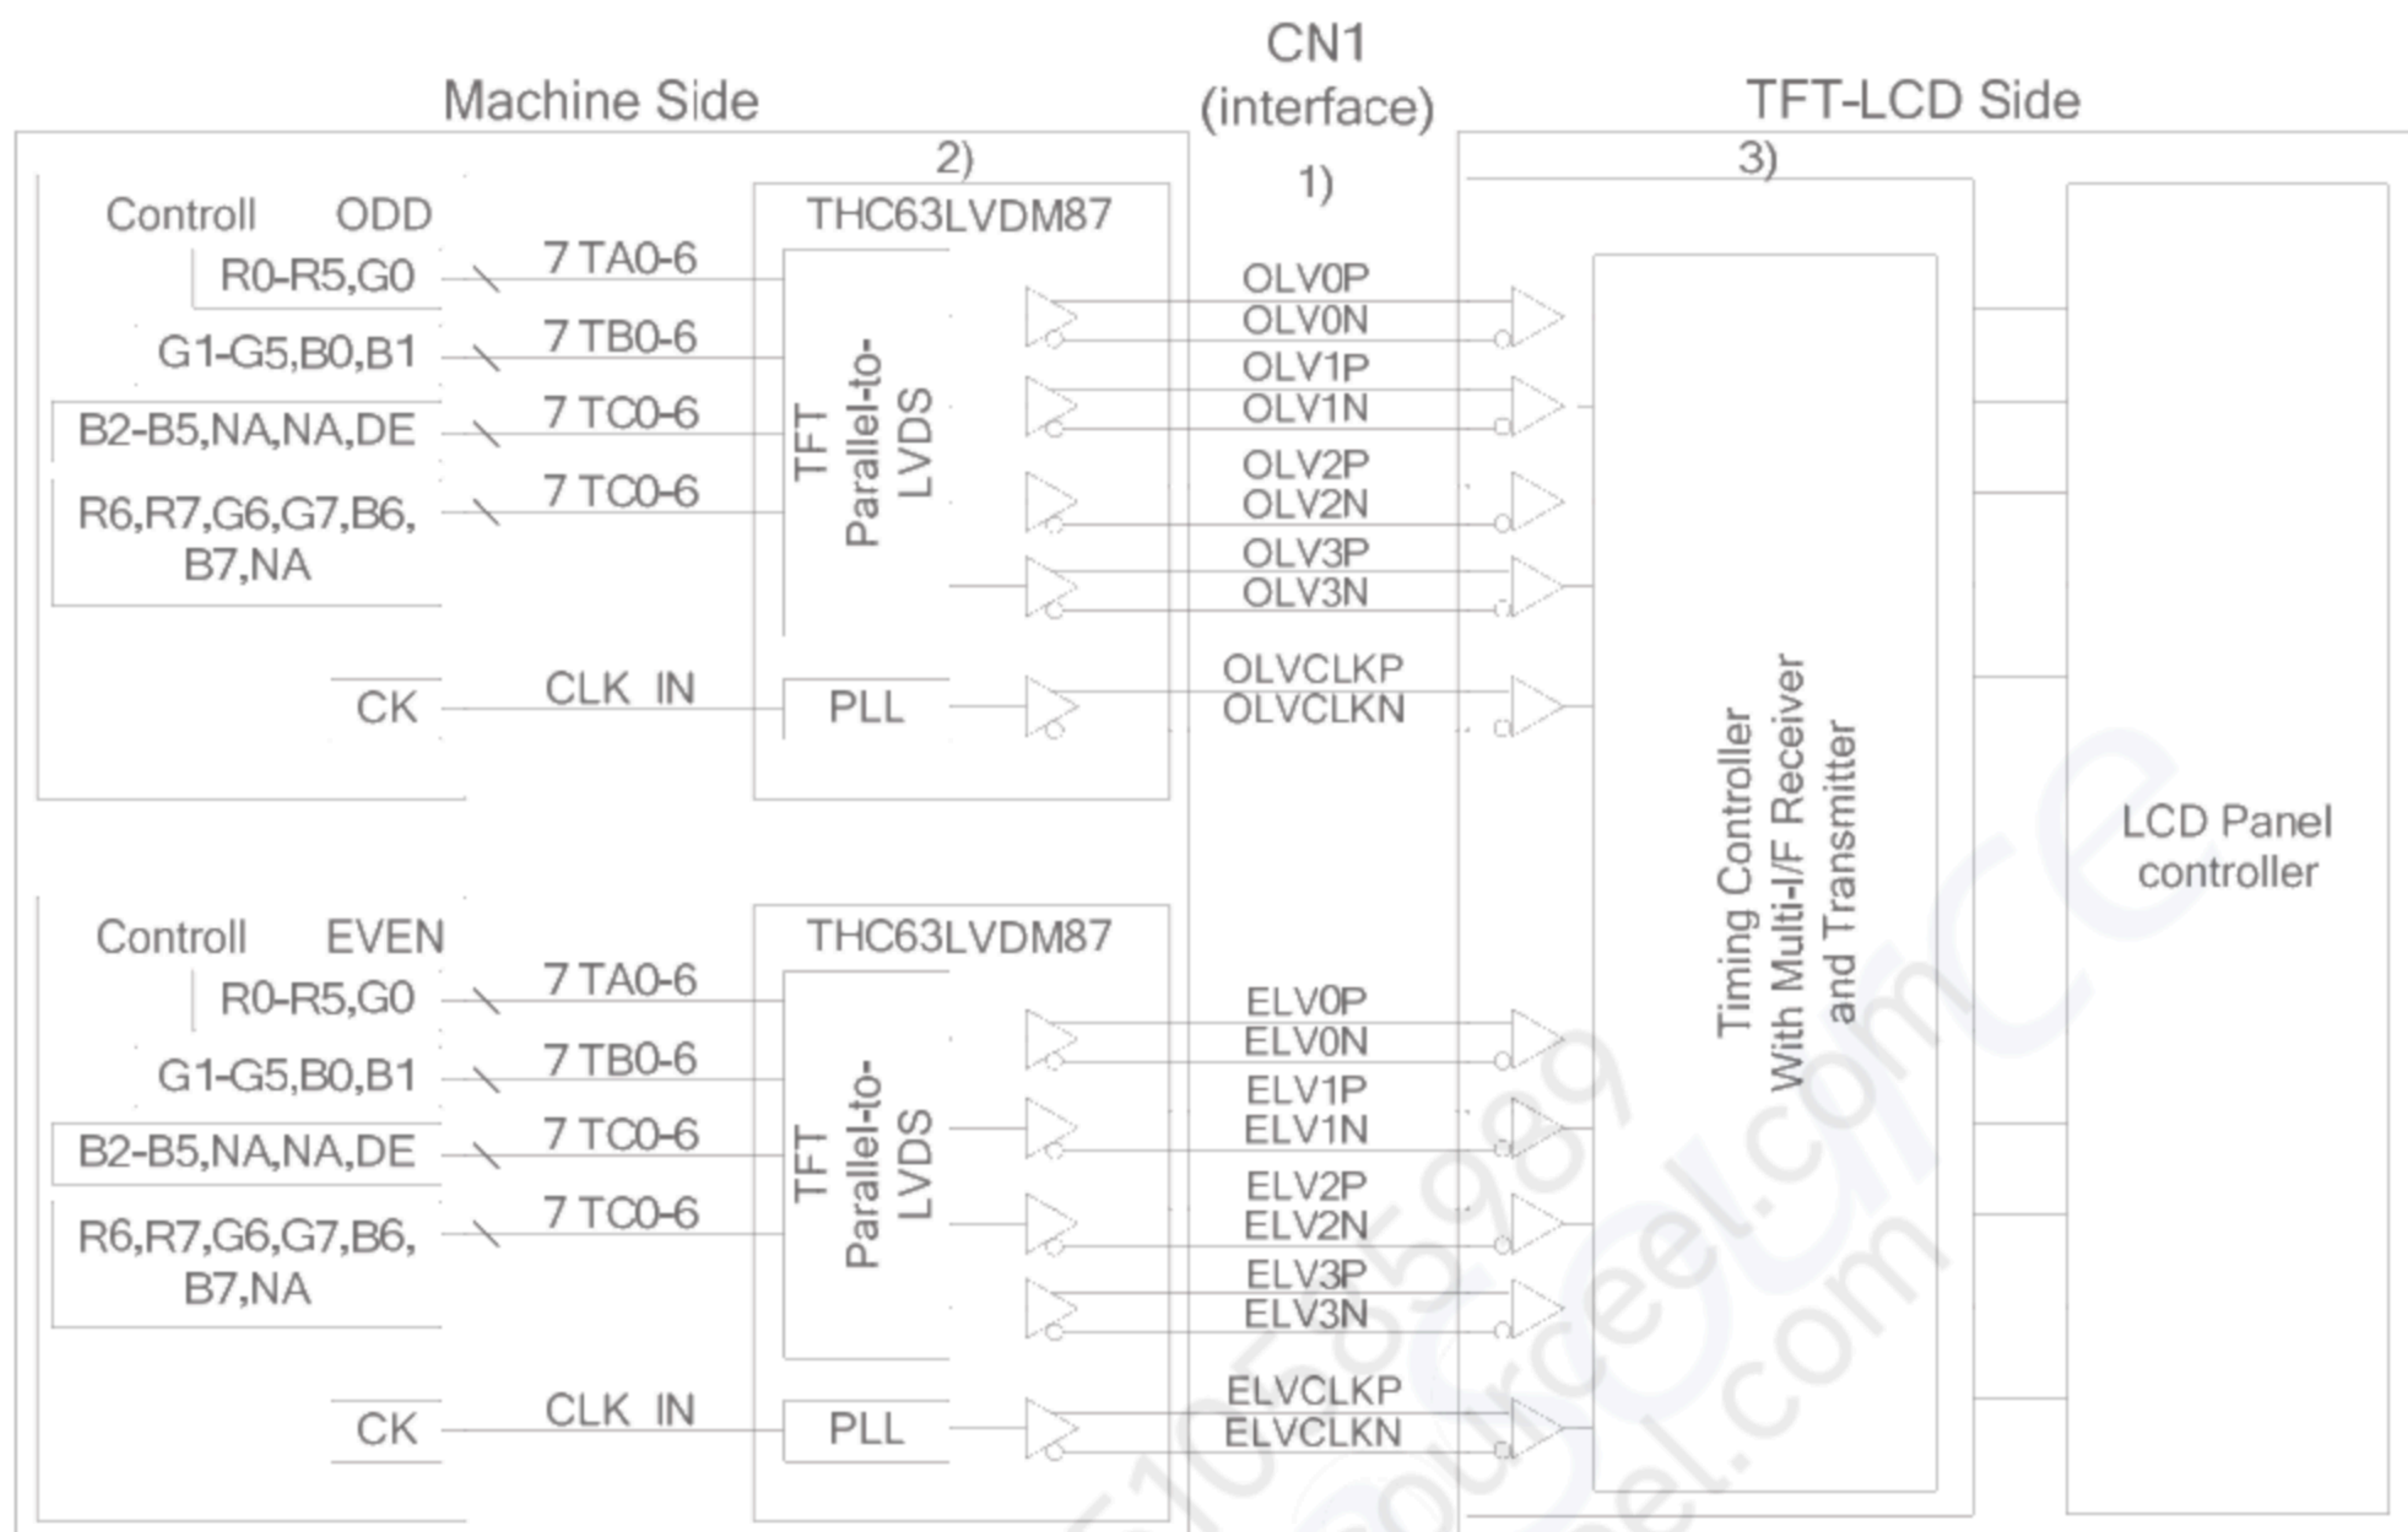 CN1
(interface)
1)
Machine Side
2)
Controll ODD
R0-R5,G0
G1-G5,B0,B1
B2-B5,NA,NA,DE
R6,R7,G6,G7,B6,
B7,NA
CK
7 TA0-6
7 TB0-6
7 TC0-6
7 TC0-6
CLK IN
THC63LVDM87
TFT
Parallel-to-
LVDS
PLL
OLV0P
OLV0N
OLV1P
OLV1N
OLV2P
OLV2N
OLV3P
OLV3N
OLVCLKP
OLVCLKN
Controll EVEN
R0-R5,G0
G1-G5,B0,B1
B2-B5,NA,NA,DE
R6,R7,G6,G7,B6,
B7,NA
CK
7 TA0-6
7 TB0-6
7 TC0-6
7 TC0-6
CLK IN
THC63LVDM87
TFT
Parallel-to-
LVDS
PLL
ELV0P
ELV0N
ELV1P
ELV1N
ELV2P
ELV2N
ELV3P
ELV3N
ELVCLKP
ELVCLKN
TFT-LCD Side
3)
Timing Controller
With Multi-I/F Receiver
and Transmitter
LCD Panel
controller